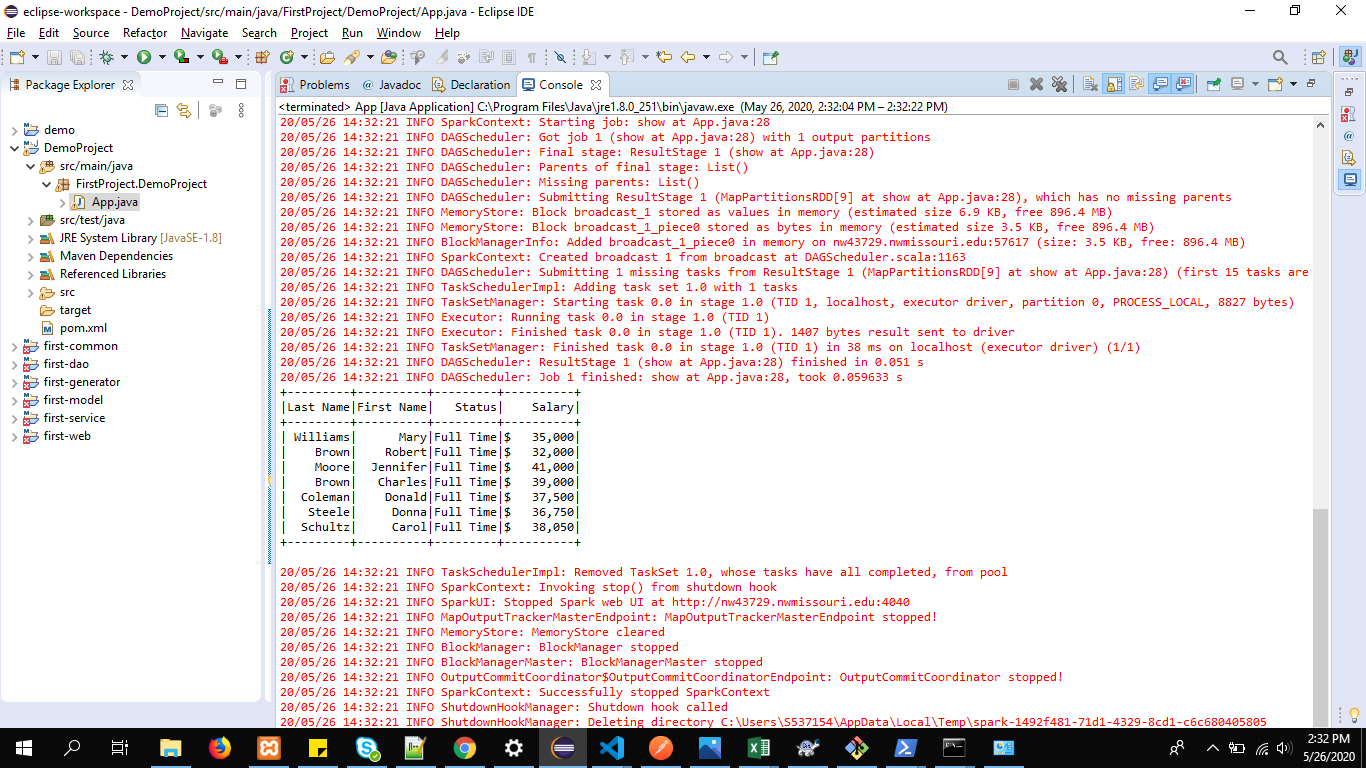 eclipse-workspace - DemoProject/src/main/java/FirstProject/DemoProject/App.java - Eclipse IDE
File Edit Source Refactor Navigate Search Project Run Window Help
Package Explorer
demo
DemoProject
src/main/java
FirstProject.DemoProject
App.java
src/test/java
JRE System Library [JavaSE-1.8]
Maven Dependencies
Referenced Libraries
src
target
pom.xml
first-common
first-dao
first-generator
first-model
first-service
first-web
Problems @ Javadoc Declaration Console
<terminated> App [Java Application] C:\Program Files\Java\jre1.8.0_251\bin\javaw.exe (May 26, 2020, 2:32:04 PM – 2:32:22 PM)
20/05/26 14:32:21 INFO SparkContext: Starting job: show at App.java:28
20/05/26 14:32:21 INFO DAGScheduler: Got job 1 (show at App.java:28) with 1 output partitions
20/05/26 14:32:21 INFO DAGScheduler: Final stage: ResultStage 1 (show at App.java:28)
20/05/26 14:32:21 INFO DAGScheduler: Parents of final stage: List()
20/05/26 14:32:21 INFO DAGScheduler: Missing parents: List()
20/05/26 14:32:21 INFO DAGScheduler: Submitting ResultStage 1 (MapPartitionsRDD[9] at show at App.java:28), which has no missing parents
20/05/26 14:32:21 INFO MemoryStore: Block broadcast_1 stored as values in memory (estimated size 6.9 KB, free 896.4 MB)
20/05/26 14:32:21 INFO MemoryStore: Block broadcast_1_piece0 stored as bytes in memory (estimated size 3.5 KB, free 896.4 MB)
20/05/26 14:32:21 INFO BlockManagerInfo: Added broadcast_1_piece0 in memory on nw43729.nwmissouri.edu:57617 (size: 3.5 KB, free: 896.4 MB)
20/05/26 14:32:21 INFO SparkContext: Created broadcast 1 from broadcast at DAGScheduler.scala:1163
20/05/26 14:32:21 INFO DAGScheduler: Submitting 1 missing tasks from ResultStage 1 (MapPartitionsRDD[9] at show at App.java:28) (first 15 tasks are
20/05/26 14:32:21 INFO TaskSchedulerImpl: Adding task set 1.0 with 1 tasks
20/05/26 14:32:21 INFO TaskSetManager: Starting task 0.0 in stage 1.0 (TID 1, localhost, executor driver, partition 0, PROCESS_LOCAL, 8827 bytes)
20/05/26 14:32:21 INFO Executor: Running task 0.0 in stage 1.0 (TID 1)
20/05/26 14:32:21 INFO Executor: Finished task 0.0 in stage 1.0 (TID 1). 1407 bytes result sent to driver
20/05/26 14:32:21 INFO TaskSetManager: Finished task 0.0 in stage 1.0 (TID 1) in 38 ms on localhost (executor driver) (1/1)
20/05/26 14:32:21 INFO DAGScheduler: ResultStage 1 (show at App.java:28) finished in 0.051 s
20/05/26 14:32:21 INFO DAGScheduler: Job 1 finished: show at App.java:28, took 0.059633 s
+---------+----------+---------+----------+
|Last Name|First Name|   Status|    Salary|
+---------+----------+---------+----------+
| Williams|      Mary|Full Time|$   35,000|
|    Brown|    Robert|Full Time|$   32,000|
|    Moore|  Jennifer|Full Time|$   41,000|
|    Brown|   Charles|Full Time|$   39,000|
|  Coleman|    Donald|Full Time|$   37,500|
|   Steele|     Donna|Full Time|$   36,750|
|  Schultz|     Carol|Full Time|$   38,050|
+---------+----------+---------+----------+
20/05/26 14:32:21 INFO TaskSchedulerImpl: Removed TaskSet 1.0, whose tasks have all completed, from pool
20/05/26 14:32:21 INFO SparkContext: Invoking stop() from shutdown hook
20/05/26 14:32:21 INFO SparkUI: Stopped Spark web UI at http://nw43729.nwmissouri.edu:4040
20/05/26 14:32:21 INFO MapOutputTrackerMasterEndpoint: MapOutputTrackerMasterEndpoint stopped!
20/05/26 14:32:21 INFO MemoryStore: MemoryStore cleared
20/05/26 14:32:21 INFO BlockManager: BlockManager stopped
20/05/26 14:32:21 INFO BlockManagerMaster: BlockManagerMaster stopped
20/05/26 14:32:21 INFO OutputCommitCoordinator$OutputCommitCoordinatorEndpoint: OutputCommitCoordinator stopped!
20/05/26 14:32:21 INFO SparkContext: Successfully stopped SparkContext
20/05/26 14:32:21 INFO ShutdownHookManager: Shutdown hook called
20/05/26 14:32:21 INFO ShutdownHookManager: Deleting directory C:\Users\S537154\AppData\Local\Temp\spark-1492f481-71d1-4329-8cd1-c6c680405805
2:32 PM
5/26/2020